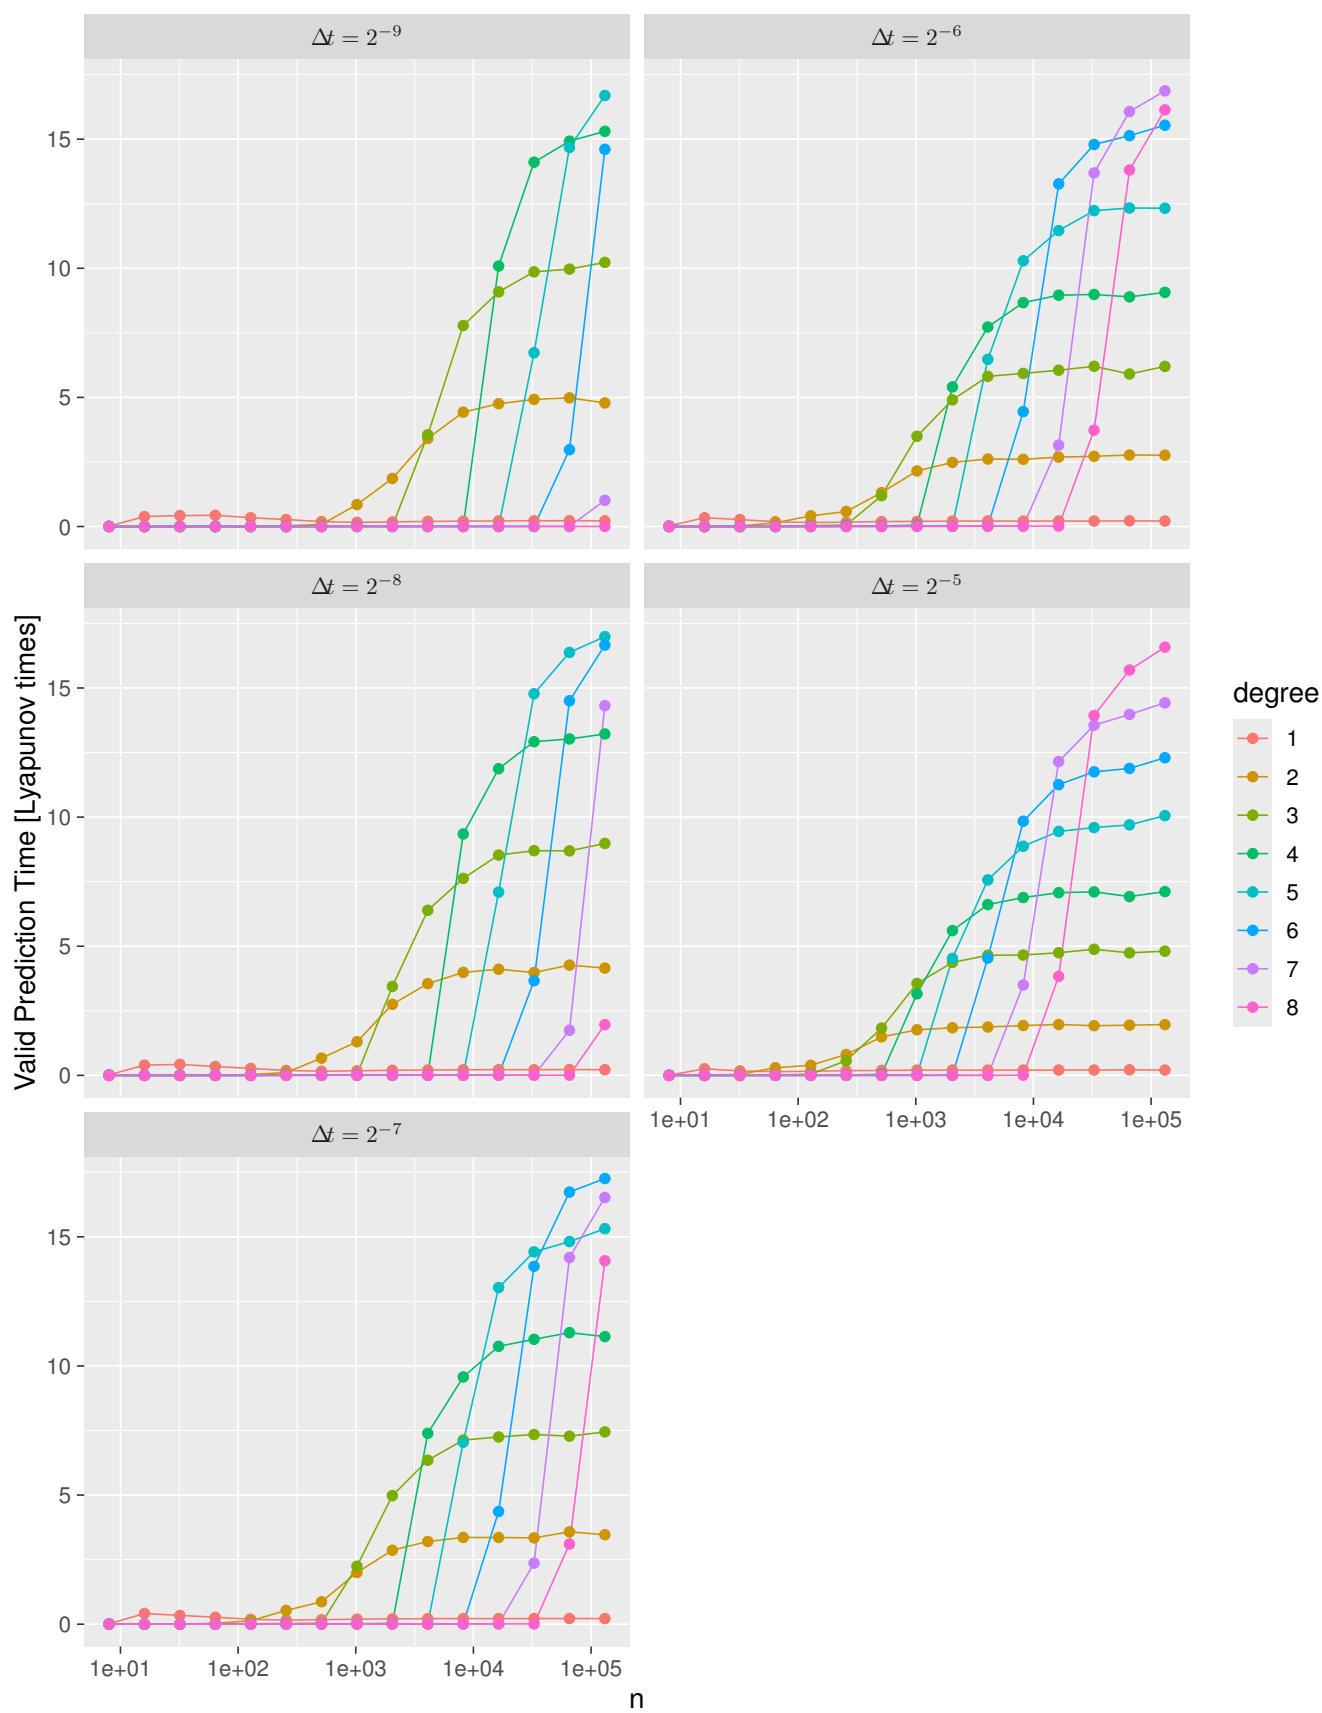 Δt = 2⁻⁹
Δt = 2⁻⁶
15
10
5
0
Δt = 2⁻⁸
Δt = 2⁻⁵
15
10
5
0
1e+01 1e+02 1e+03 1e+04 1e+05
Δt = 2⁻⁷
15
10
5
0
1e+01 1e+02 1e+03 1e+04 1e+05
n
Valid Prediction Time [Lyapunov times]
degree
1
2
3
4
5
6
7
8